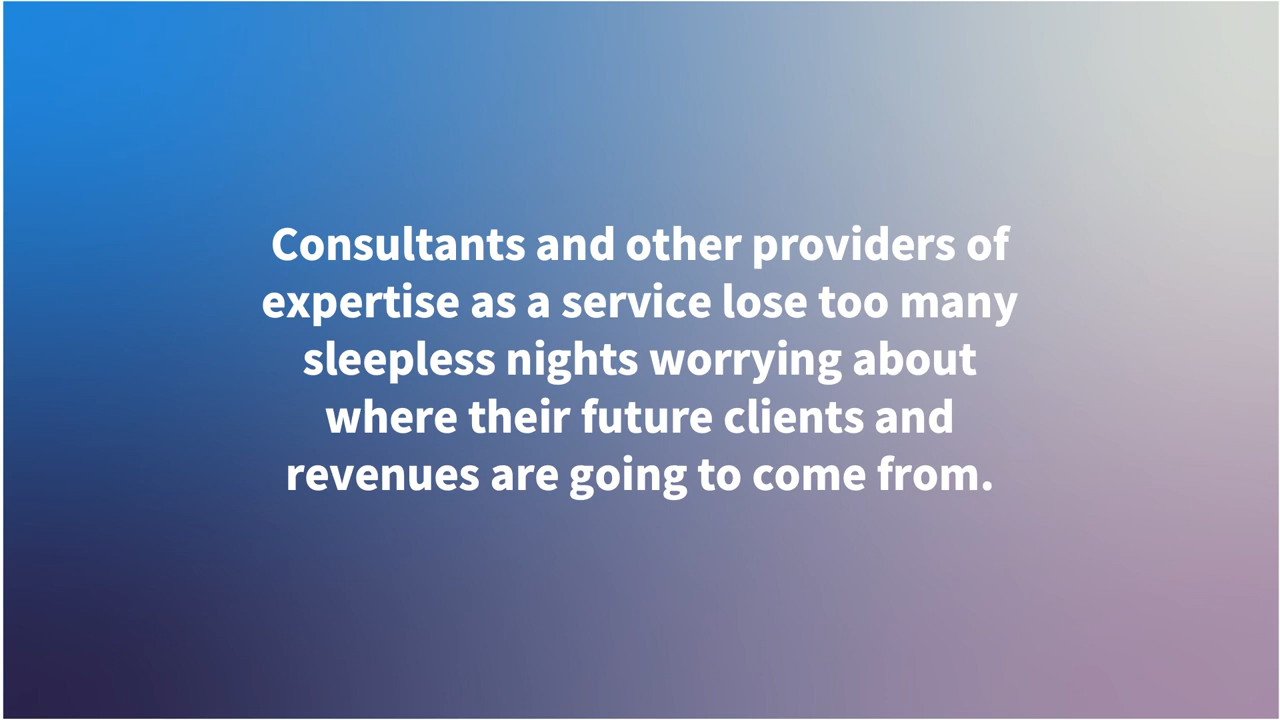 Consultants and other providers of
expertise as a service lose too many
sleepless nights worrying about
where their future clients and
revenues are going to come from.